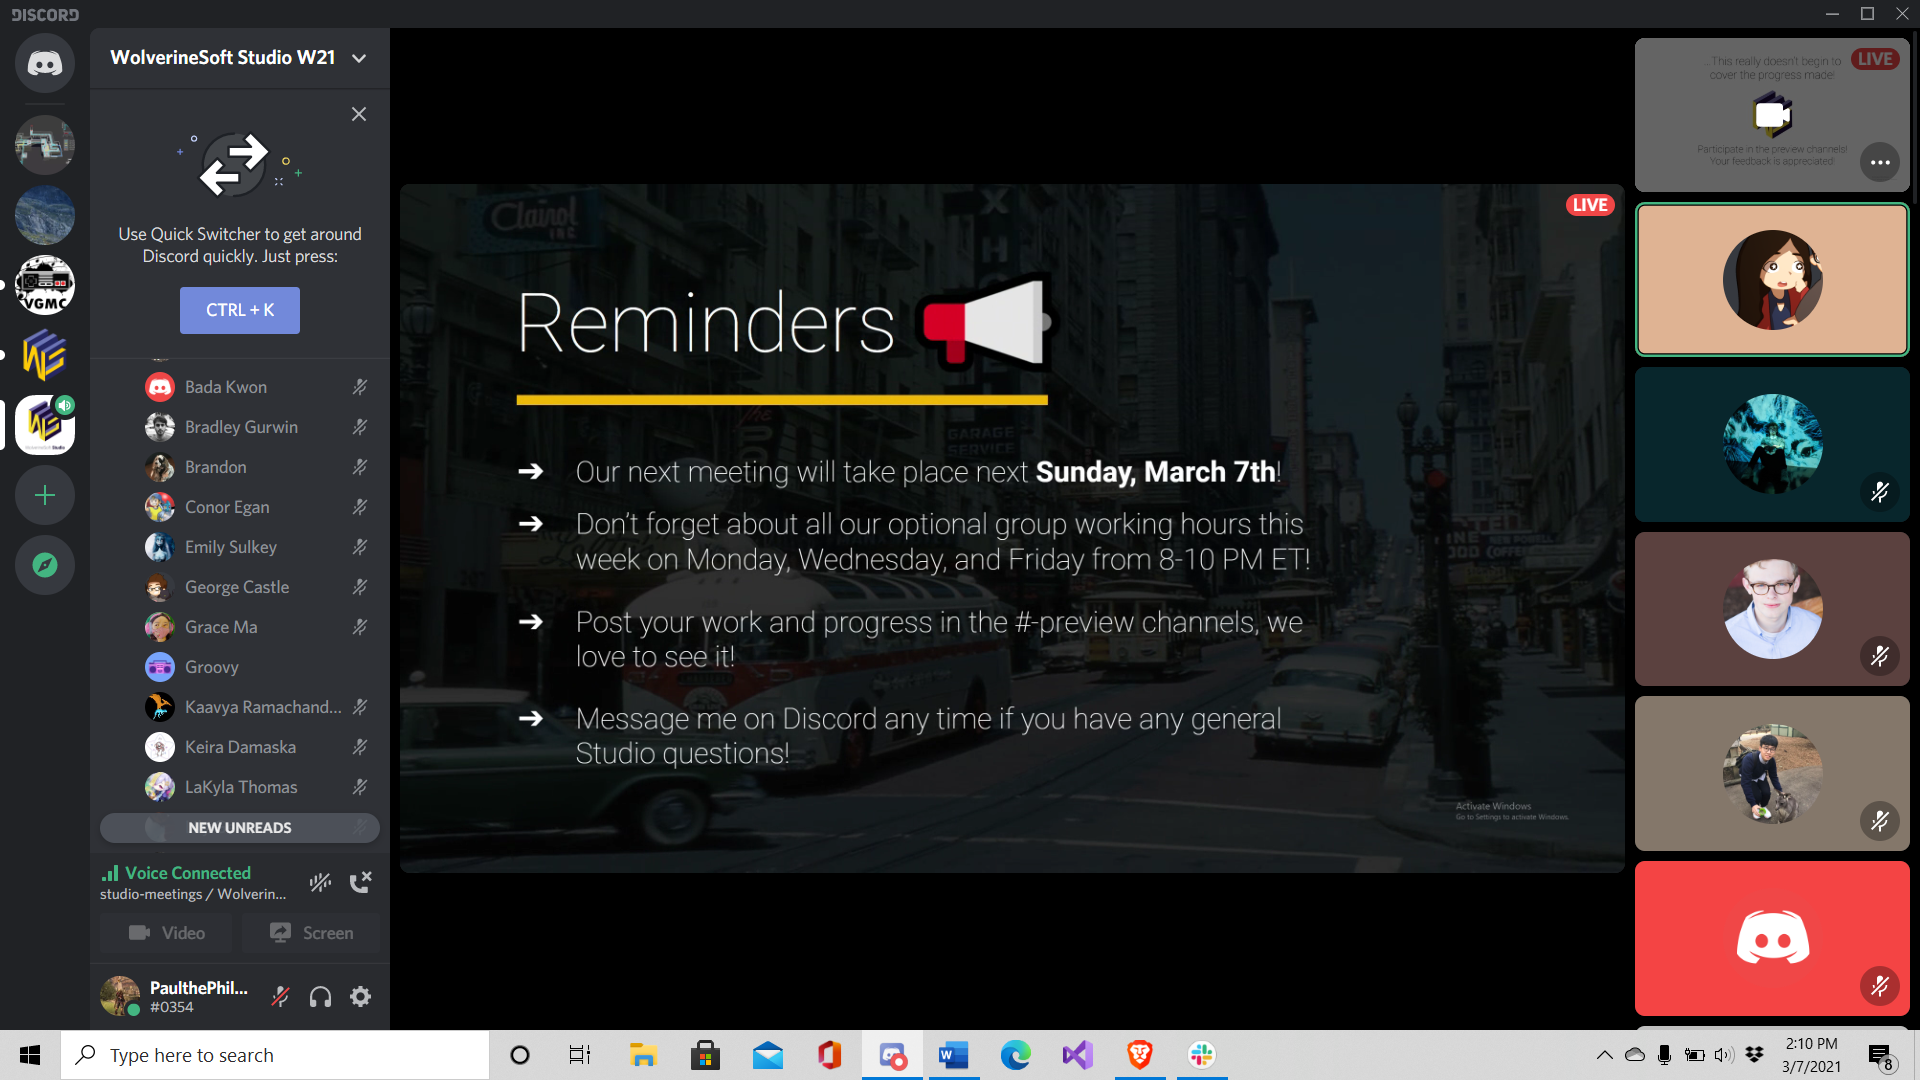 DISCORD
WolverineSoft Studio W21
Use Quick Switcher to get around
Discord quickly. Just press:
CTRL + K
VGMC
Bada Kwon
Bradley Gurwin
Brandon
Conor Egan
Emily Sulkey
George Castle
Grace Ma
Groovy
Kaavya Ramachand...
Keira Damaska
LaKyla Thomas
NEW UNREADS
Voice Connected
studio-meetings / Wolverin...
Video
Screen
PaulthePhil...
#0354
LIVE
Clairol
INC
GARAGE
SERVICE
Reminders
➔ Our next meeting will take place next Sunday, March 7th!
➔ Don't forget about all our optional group working hours this
week on Monday, Wednesday, and Friday from 8-10 PM ET!
➔ Post your work and progress in the #-preview channels, we
love to see it!
➔ Message me on Discord any time if you have any general
Studio questions!
Activate Windows
Go to Settings to activate Windows.
...This really doesn't begin to
cover the progress made!
LIVE
Participate in the preview channels!
Your feedback is appreciated!
Type here to search
2:10 PM
3/7/2021
8